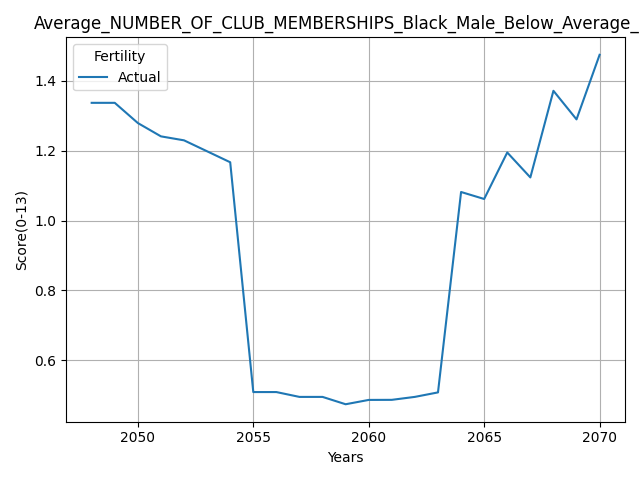 Average_NUMBER_OF_CLUB_MEMBERSHIPS_Black_Male_Below_Average_
Fertility
Actual
Score(0-13)
1.4
1.2
1.0
0.8
0.6
2050 2055 2060 2065 2070
Years